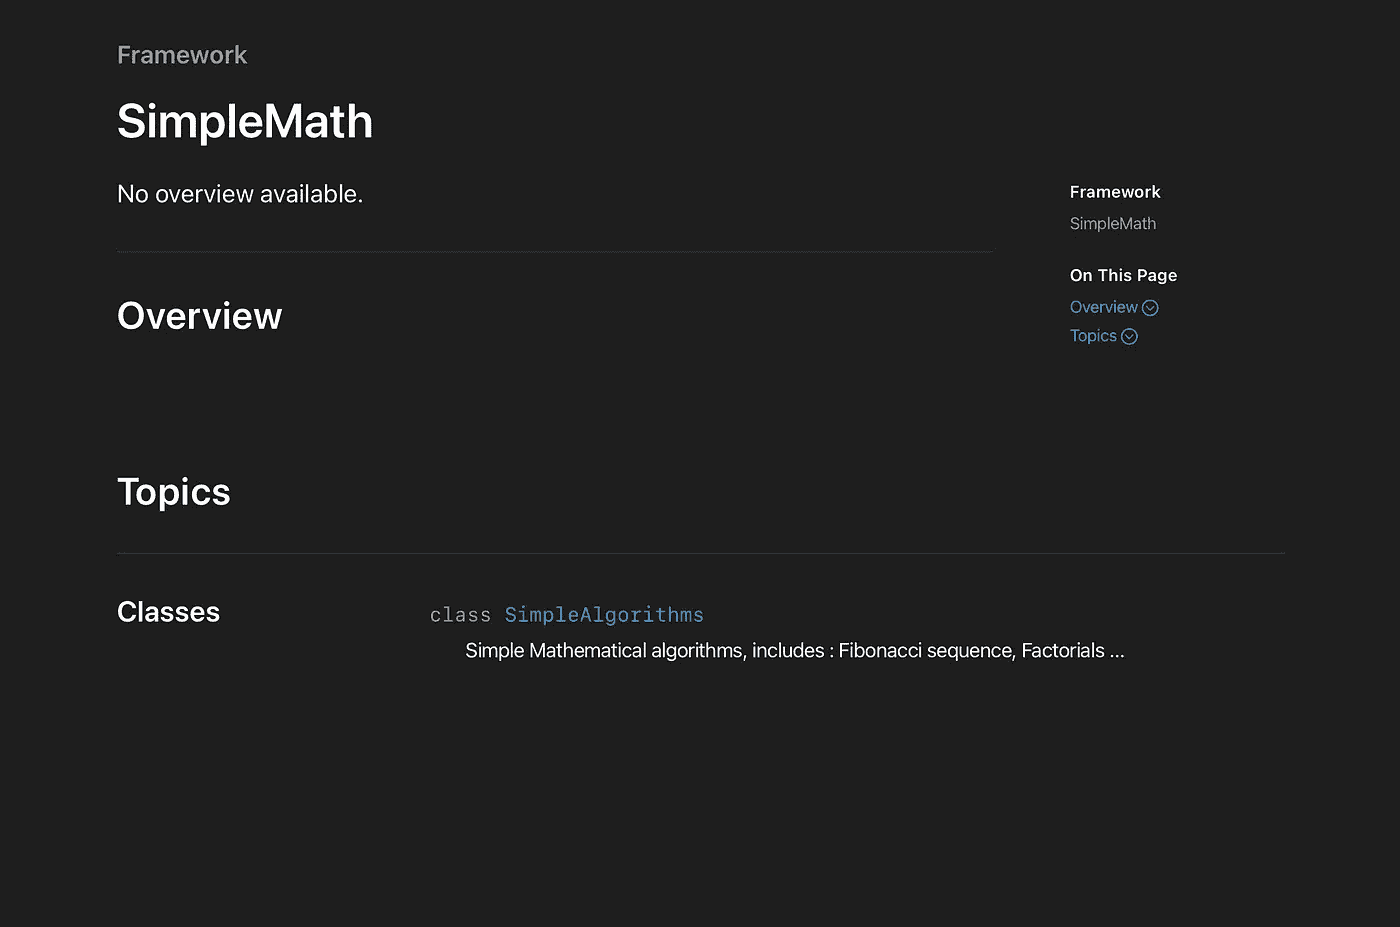 Framework
SimpleMath
No overview available.
Framework
SimpleMath
On This Page
Overview
Topics
Overview
Topics
Classes
class SimpleAlgorithms
Simple Mathematical algorithms, includes : Fibonacci sequence, Factorials ...